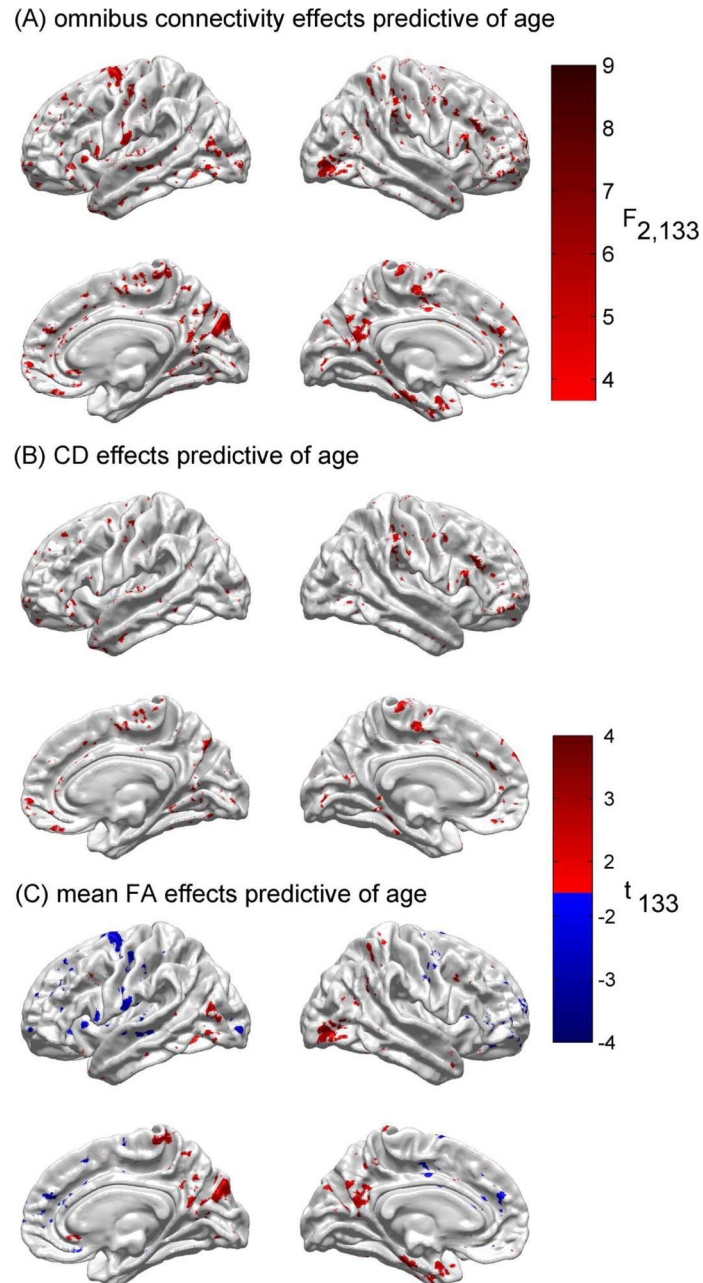 (A) omnibus connectivity effects predictive of age
9
8
7
6
5
4
F2,133
(B) CD effects predictive of age
4
3
2
-2
-3
-4
t 133
(C) mean FA effects predictive of age